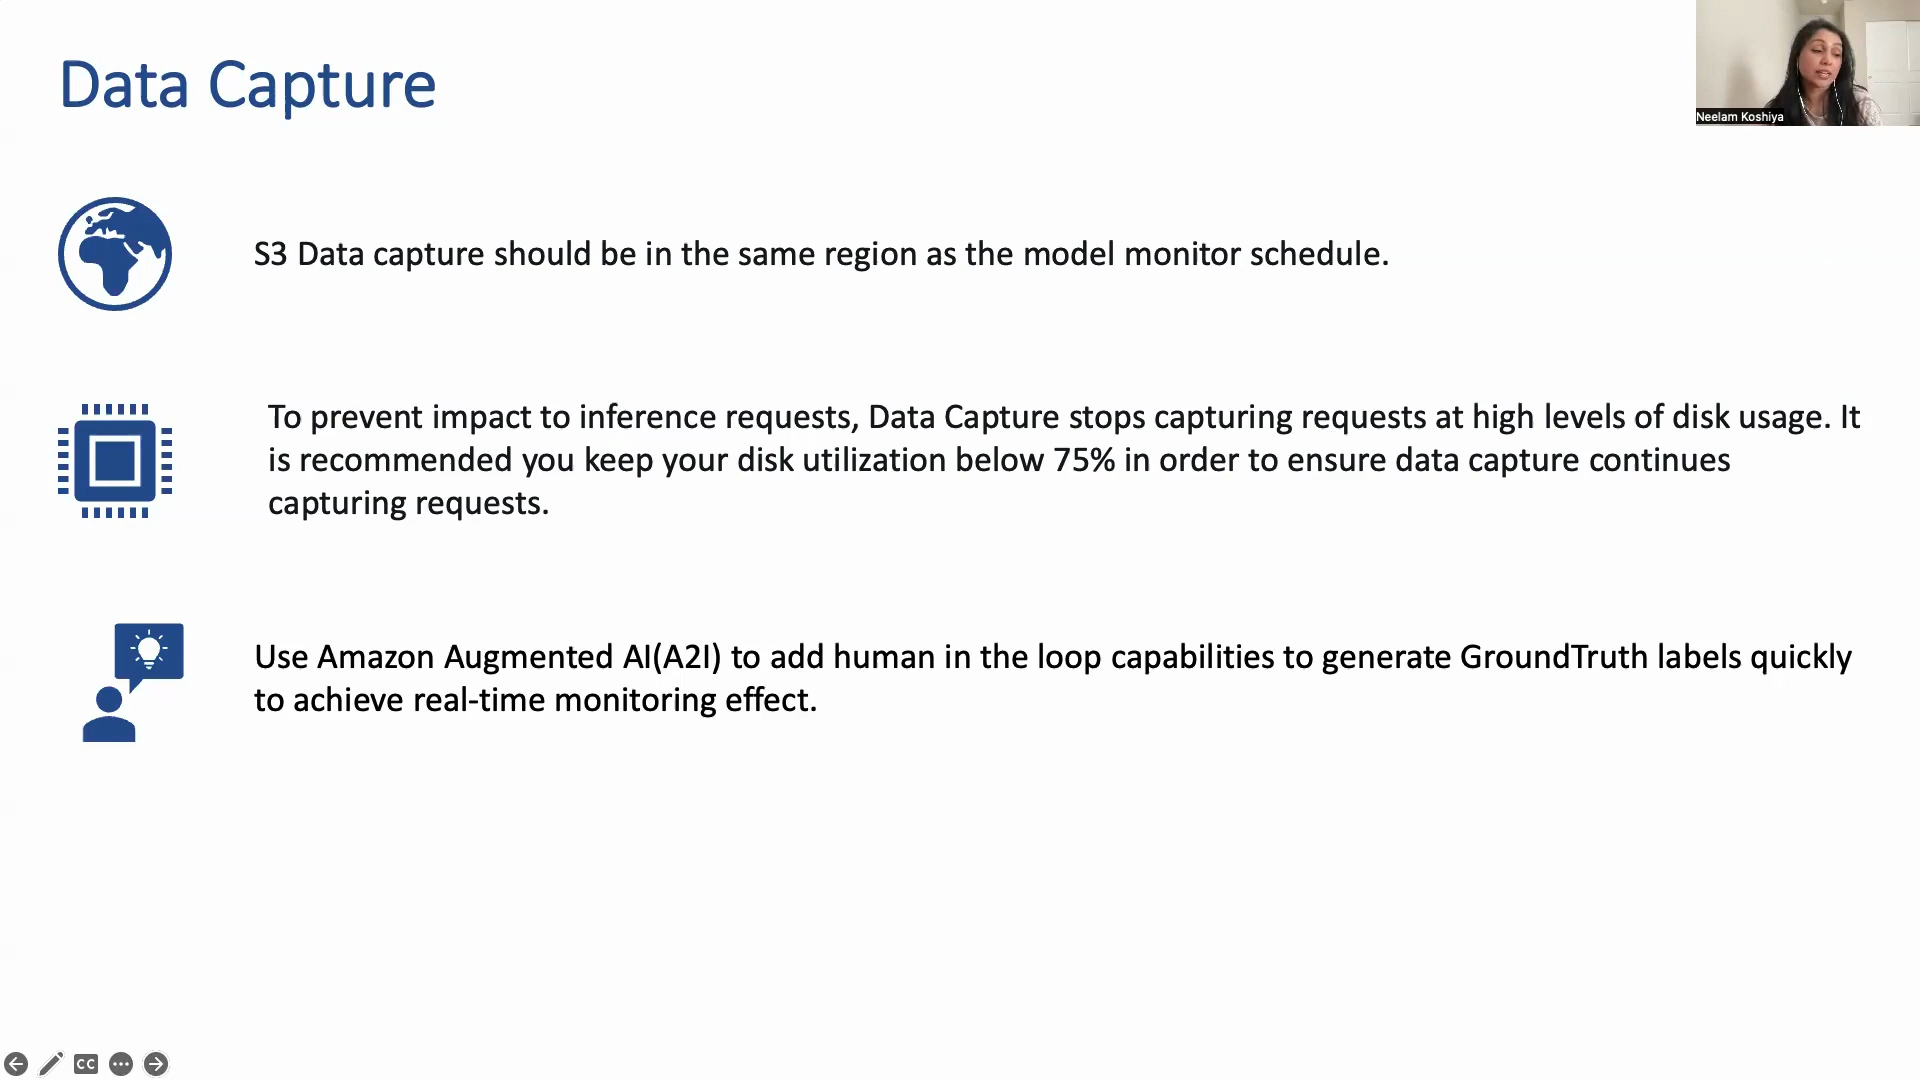 Data Capture
Neelam Koshiya
S3 Data capture should be in the same region as the model monitor schedule.
To prevent impact to inference requests, Data Capture stops capturing requests at high levels of disk usage. It
is recommended you keep your disk utilization below 75% in order to ensure data capture continues
capturing requests.
Use Amazon Augmented AI(A2I) to add human in the loop capabilities to generate GroundTruth labels quickly
to achieve real-time monitoring effect.
CC